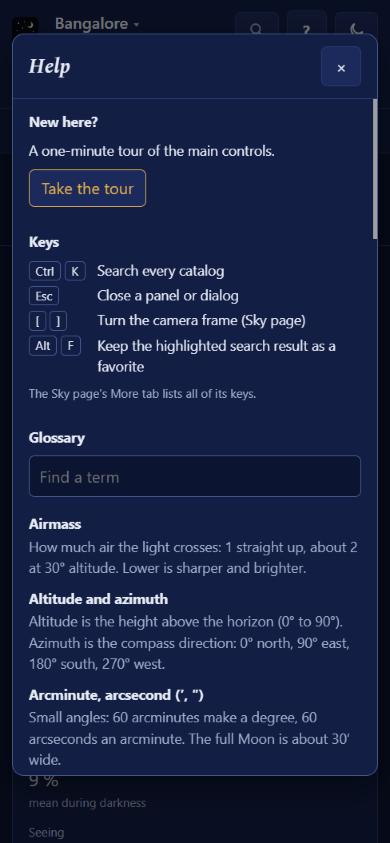 Bangalore
?
Help
×
New here?
A one-minute tour of the main controls.
Take the tour
Keys
Ctrl K Search every catalog
Esc Close a panel or dialog
[ ] Turn the camera frame (Sky page)
Alt F Keep the highlighted search result as a
favorite
The Sky page's More tab lists all of its keys.
Glossary
Find a term
Airmass
How much air the light crosses: 1 straight up, about 2
at 30° altitude. Lower is sharper and brighter.
Altitude and azimuth
Altitude is the height above the horizon (0° to 90°).
Azimuth is the compass direction: 0° north, 90° east,
180° south, 270° west.
Arcminute, arcsecond (′, ″)
Small angles: 60 arcminutes make a degree, 60
arcseconds an arcminute. The full Moon is about 30′
wide.
9 %
mean during darkness
Seeing